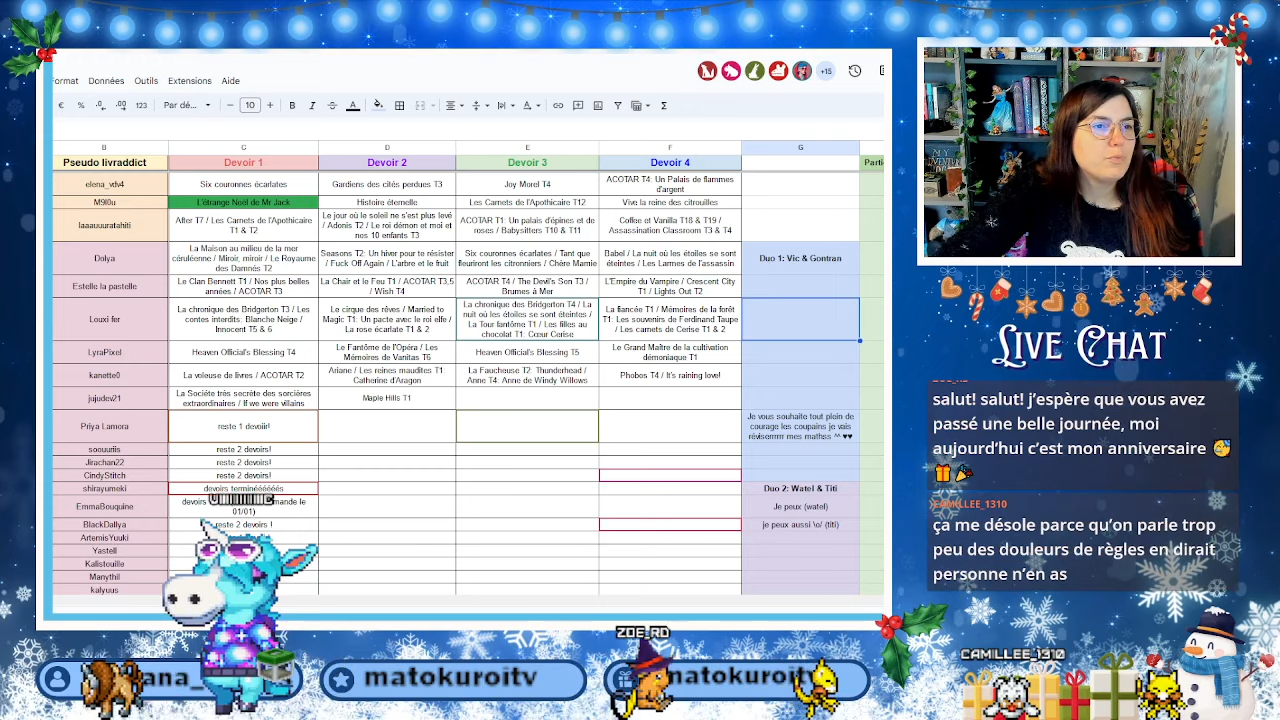 ormat Données Outils Extensions Aide
+15
€ % .0 .00 123 Par dé... − 10 + B I A Σ
B C D E F G
Pseudo livraddict Devoir 1 Devoir 2 Devoir 3 Devoir 4 Parti
elena_vdv4 Six couronnes écarlates Gardiens des cités perdues T3 Joy Morel T4 ACOTAR T4: Un Palais de flammes
d'argent
M9l0u L'étrange Noël de Mr Jack Histoire éternelle Les Carnets de l'Apothicaire T12 Vive la reine des citrouilles
laaauuuratahiti After T7 / Les Carnets de l'Apothicaire
T1 & T2
Le jour où le soleil ne s'est plus levé
/ Adonis T2 / Le roi démon et moi et
nos 10 enfants T3
ACOTAR T1: Un palais d'épines et de
roses / Babysitters T10 & T11
Coffee et Vanilla T18 & T19 /
Assassination Classroom T3 & T4
Dolya La Maison au milieu de la mer
céruléenne / Miroir, miroir / Le Royaume
des Damnés T2
Seasons T2: Un hiver pour te résister
/ Fuck Off Again / L'arbre et le fruit
Six couronnes écarlates / Tant que
fleuriront les citronniers / Chère Mamie
Babel / La nuit où les étoiles se sont
éteintes / Les Larmes de l'assassin
Duo 1: Vic & Gontran
Estelle la pastelle Le Clan Bennett T1 / Nos plus belles
années / ACOTAR T3
La Chair et le Feu T1 / ACOTAR T3,5
/ Wish T4
ACOTAR T4 / The Devil's Son T3 /
Brumes à Mer
L'Empire du Vampire / Crescent City
T1 / Lights Out T2
Louxi fer La chronique des Bridgerton T3 / Les
contes interdits: Blanche Neige /
Innocent T5 & 6
Le cirque des rêves / Married to
Magic T1: Un pacte avec le roi elfe /
La rose écarlate T1 & 2
La chronique des Bridgerton T4 / La
nuit où les étoiles se sont éteintes /
La Tour fantôme T1 / Les filles au
chocolat T1: Cœur Cerise
La fiancée T1 / Mémoires de la forêt
T1: Les souvenirs de Ferdinand Taupe
/ Les carnets de Cerise T1 & 2
LyraPixel Heaven Official's Blessing T4 Le Fantôme de l'Opéra / Les
Mémoires de Vanitas T6
Heaven Official's Blessing T5 Le Grand Maître de la cultivation
démoniaque T1
kanette0 La voleuse de livres / ACOTAR T2 Ariane / Les reines maudites T1:
Catherine d'Aragon
La Faucheuse T2: Thunderhead /
Anne T4: Anne de Windy Willows
Phobos T4 / It's raining love!
jujudev21 La Société très secrète des sorcières
extraordinaires / If we were villains
Maple Hills T1
Priya Lamora reste 1 devoiir! Je vous souhaite tout plein de
courage les coupains je vais
réviserrrrrr mes mathss ^^ ♥♥
soouurtis reste 2 devoirs!
Jirachan22 reste 2 devoirs!
CindyStitch reste 2 devoirs!
shirayumeki devoirs terminéééééés Duo 2: Watel & Titi
EmmaBouquine devoirs mande le
01/01)
Je peux (watel)
BlackDallya reste 2 devoirs ! je peux aussi \o/ (titi)
ArtemisYuuki
Yastell
Kalistouille
Manythil
kalyuus
LIVE CHAT
salut! salut! j'espère que vous avez
passé une belle journée, moi
aujourd'hui c'est mon anniversaire
CAMILLEE_1310
ça me désole parce qu'on parle trop
peu des douleurs de règles en dirait
personne n'en as
ZOE_RD
CAMILLEE_1310
ana_ matokuroitv matokuroitv